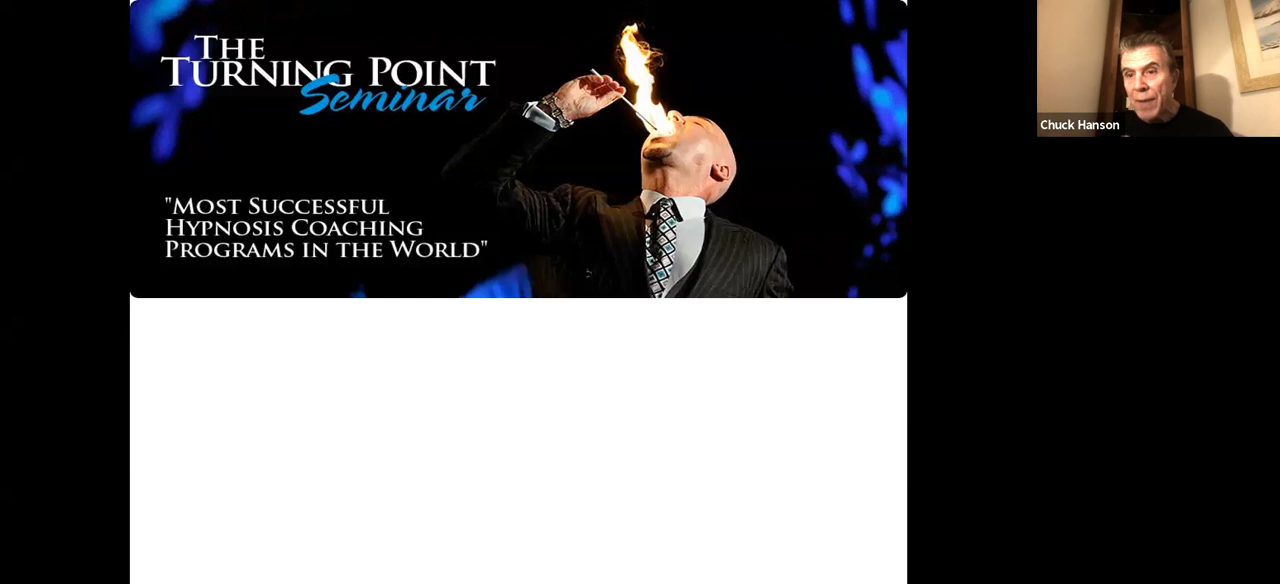 THE
TURNING POINT
Seminar
"MOST SUCCESSFUL
HYPNOSIS COACHING
PROGRAMS IN THE WORLD"
Chuck Hanson